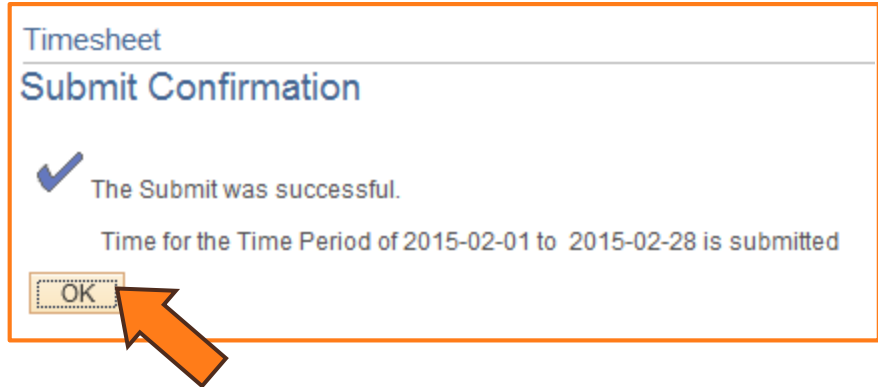 Timesheet
Submit Confirmation
The Submit was successful.
Time for the Time Period of 2015-02-01 to 2015-02-28 is submitted
OK